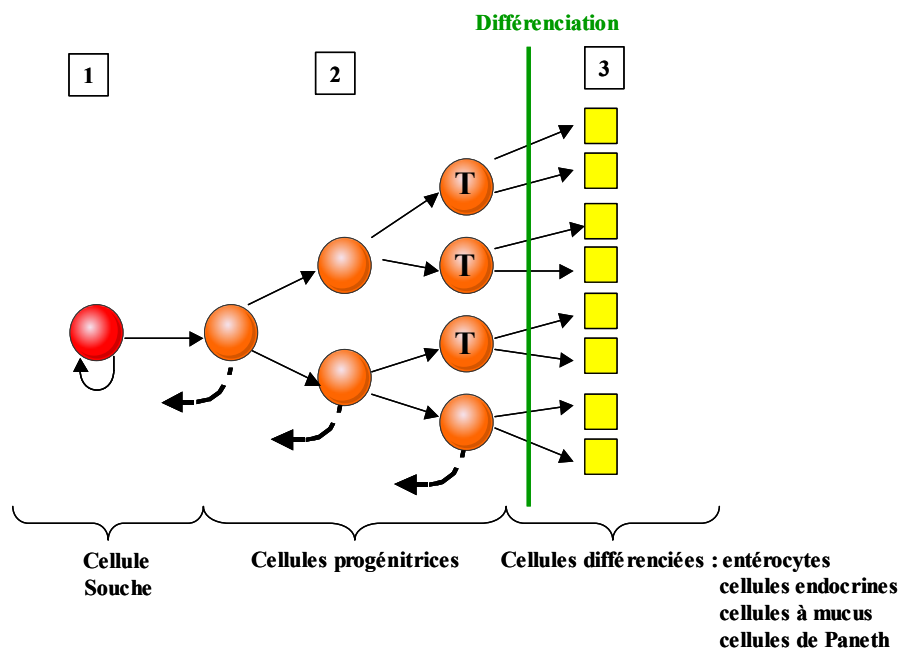 Différenciation
1
2
3
T
T
T
Cellule
Souche
Cellules progénitrices
Cellules différenciées : entérocytes
cellules endocrines
cellules à mucus
cellules de Paneth